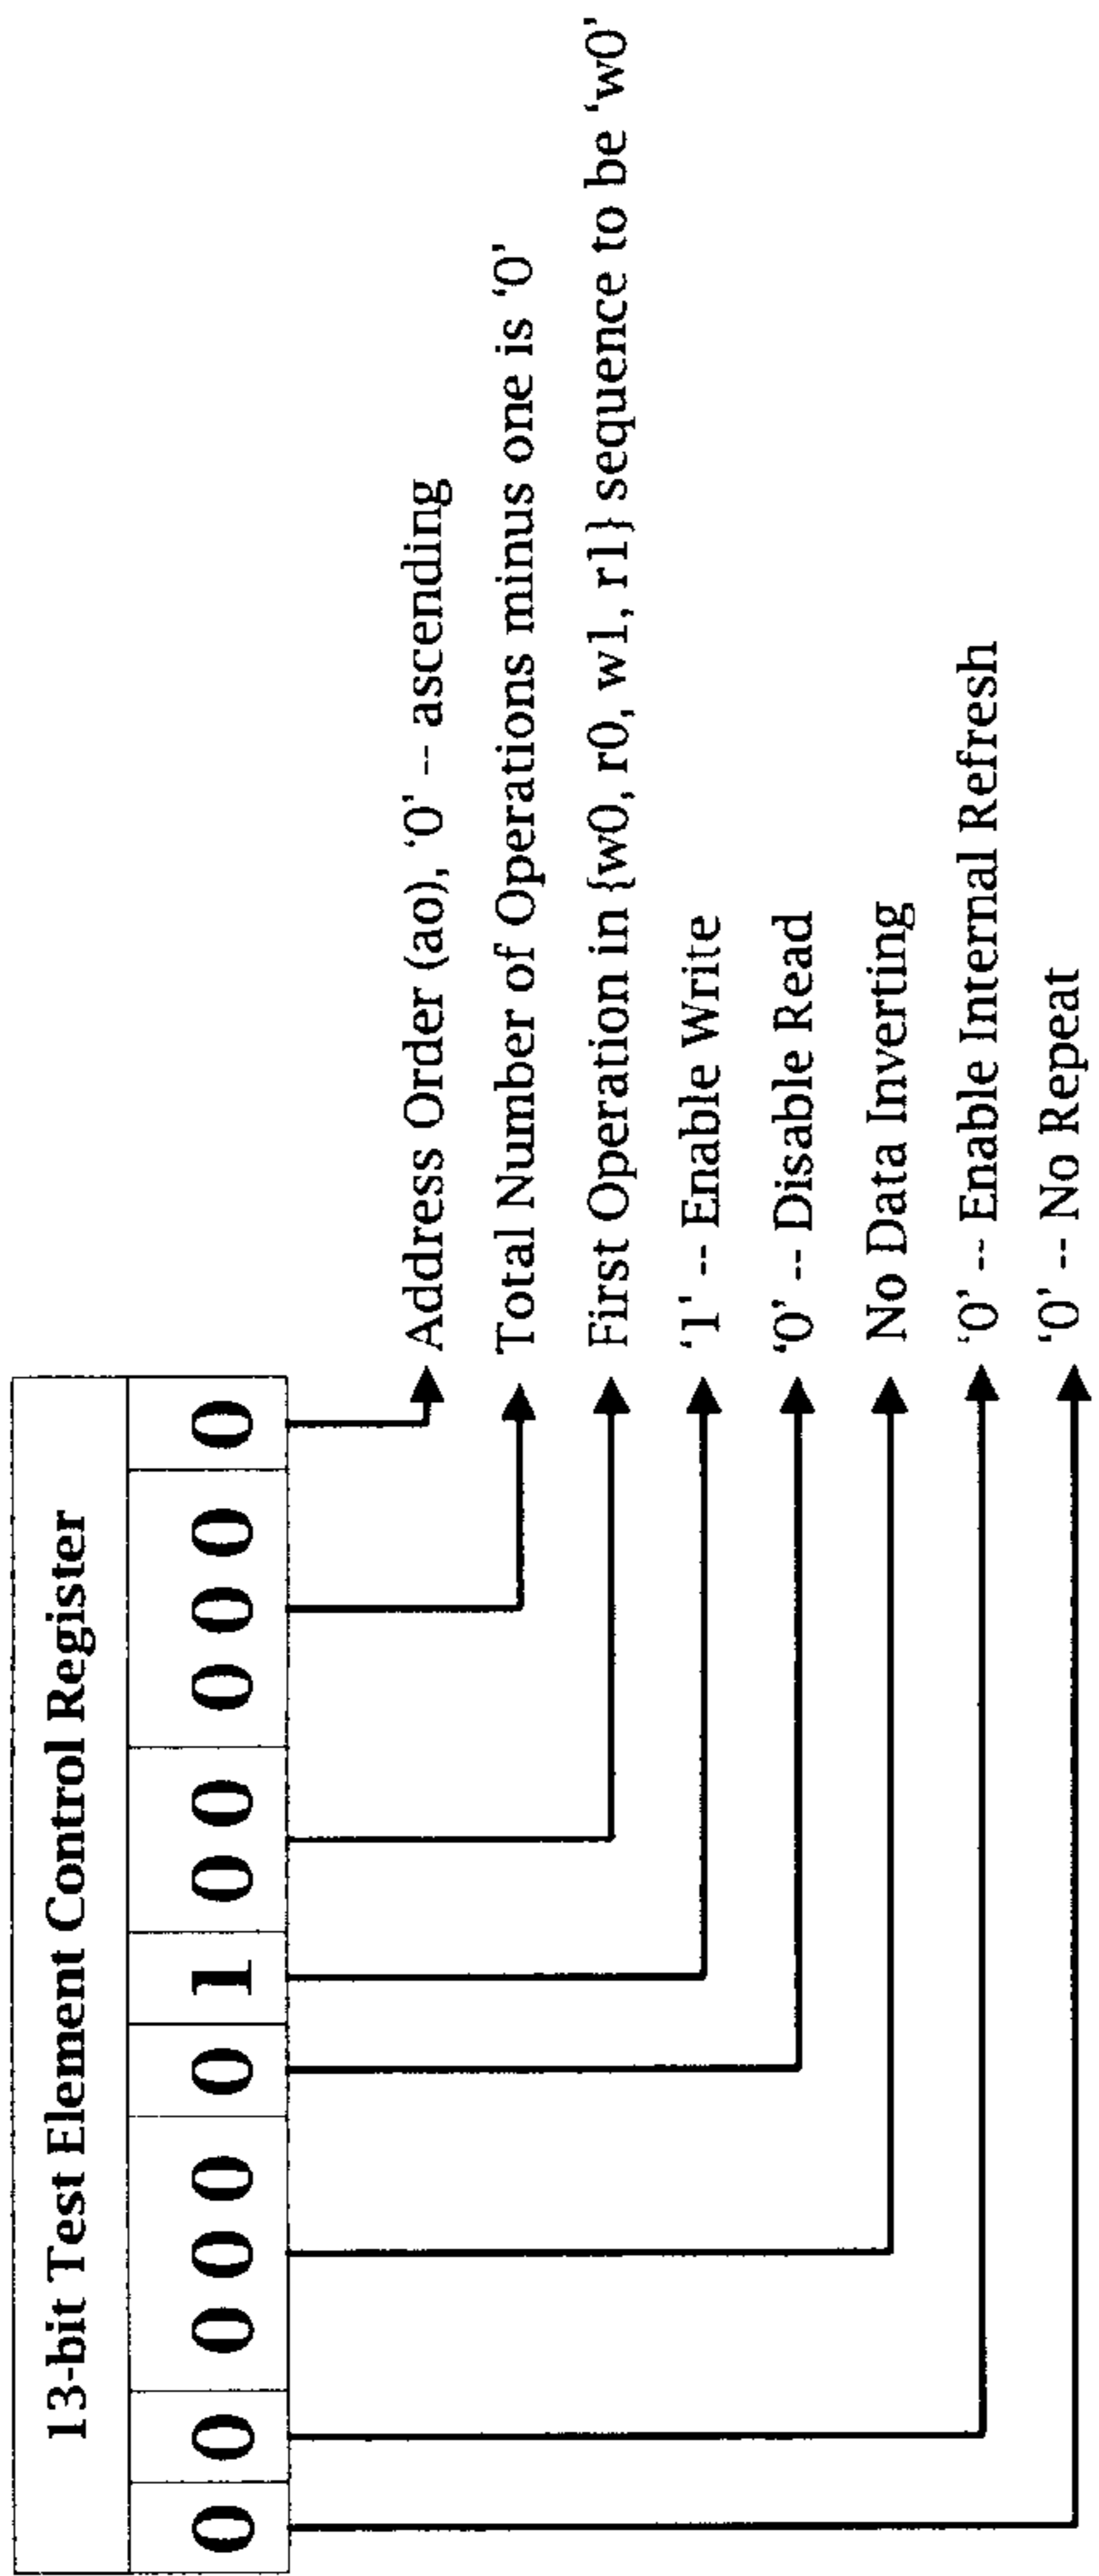 13-bit Test Element Control Register
0 0 0 0 0 0 1 0 0 0 0 0 0
Address Order (ao), ‘0’ -- ascending
Total Number of Operations minus one is ‘0’
First Operation in {w0, r0, w1, r1} sequence to be ‘w0’
‘1’ -- Enable Write
‘0’ -- Disable Read
No Data Inverting
‘0’ -- Enable Internal Refresh
‘0’ -- No Repeat